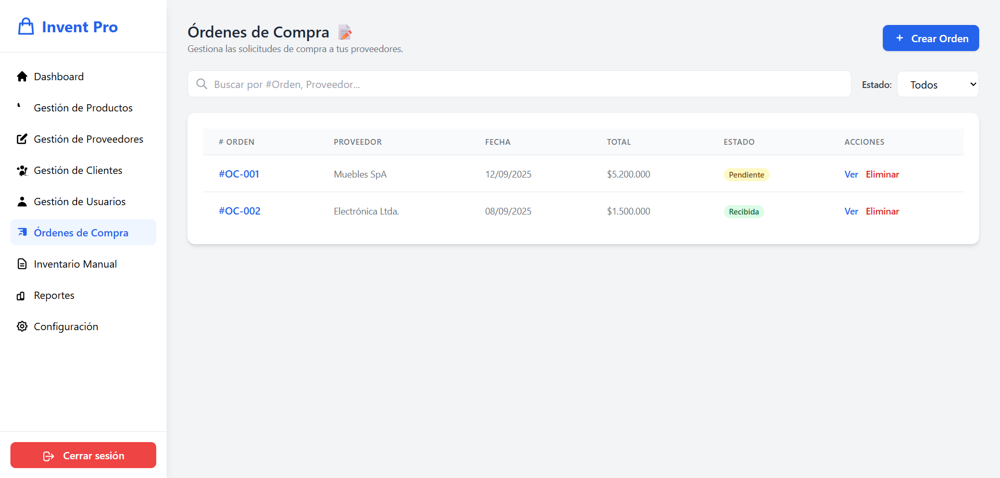 Invent Pro
Dashboard
Gestión de Productos
Gestión de Proveedores
Gestión de Clientes
Gestión de Usuarios
Órdenes de Compra
Inventario Manual
Reportes
Configuración
Cerrar sesión
Órdenes de Compra
Gestiona las solicitudes de compra a tus proveedores.
+ Crear Orden
Buscar por #Orden, Proveedor...
Estado: Todos
# ORDEN PROVEEDOR FECHA TOTAL ESTADO ACCIONES
#OC-001 Muebles SpA 12/09/2025 $5.200.000 Pendiente Ver Eliminar
#OC-002 Electrónica Ltda. 08/09/2025 $1.500.000 Recibida Ver Eliminar